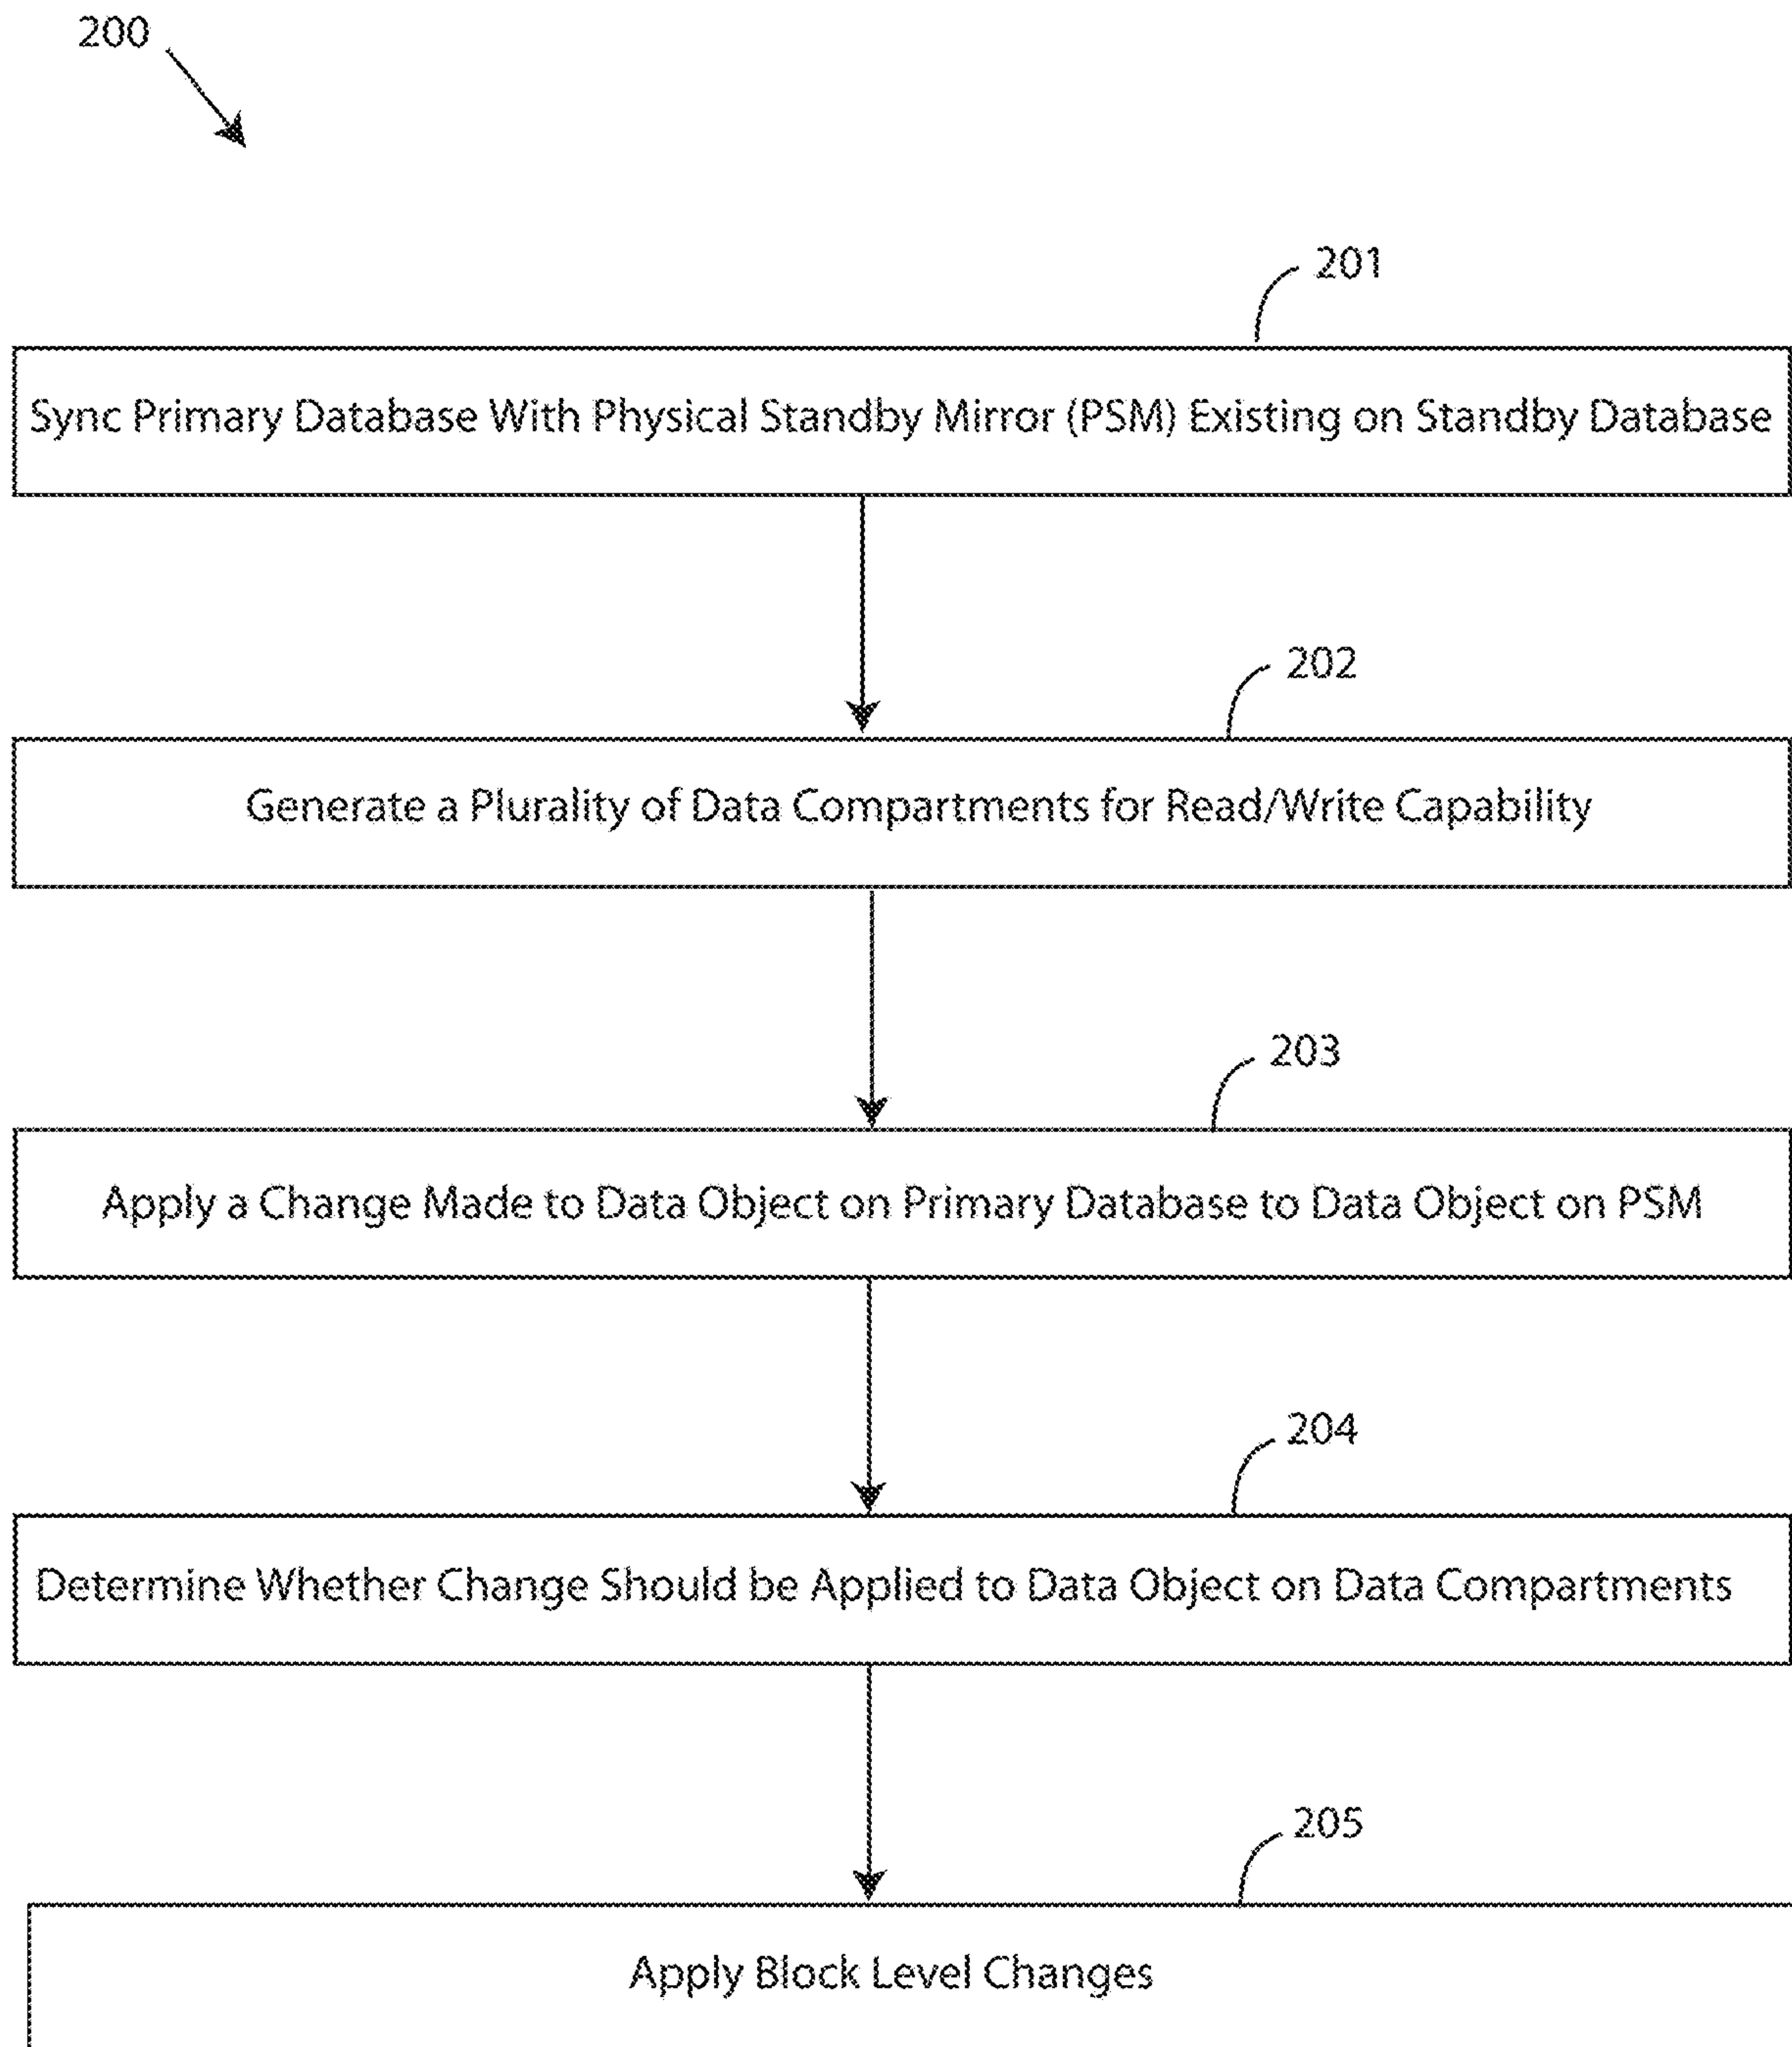 200
201
Sync Primary Database With Physical Standby Mirror (PSM) Existing on Standby Database
202
Generate a Plurality of Data Compartments for Read/Write Capability
203
Apply a Change Made to Data Object on Primary Database to Data Object on PSM
204
Determine Whether Change Should be Applied to Data Object on Data Compartments
205
Apply Block Level Changes